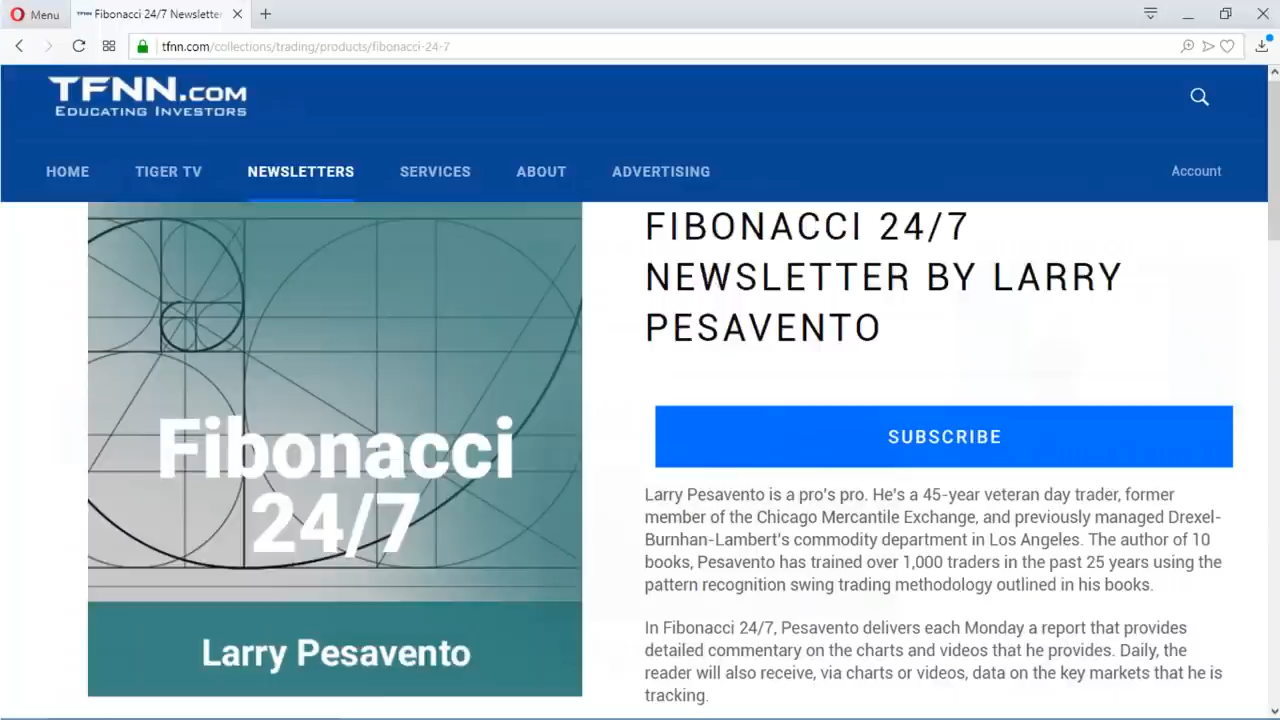 Menu
Fibonacci 24/7 Newsletter
tfnn.com/collections/trading/products/fibonacci-24-7
TFNN.COM
EDUCATING INVESTORS
HOME TIGER TV NEWSLETTERS SERVICES ABOUT ADVERTISING Account
FIBONACCI 24/7
NEWSLETTER BY LARRY
PESAVENTO
Fibonacci
24/7
Larry Pesavento
SUBSCRIBE
Larry Pesavento is a pro's pro. He's a 45-year veteran day trader, former
member of the Chicago Mercantile Exchange, and previously managed Drexel-
Burnhan-Lambert's commodity department in Los Angeles. The author of 10
books, Pesavento has trained over 1,000 traders in the past 25 years using the
pattern recognition swing trading methodology outlined in his books.
In Fibonacci 24/7, Pesavento delivers each Monday a report that provides
detailed commentary on the charts and videos that he provides. Daily, the
reader will also receive, via charts or videos, data on the key markets that he is
tracking.